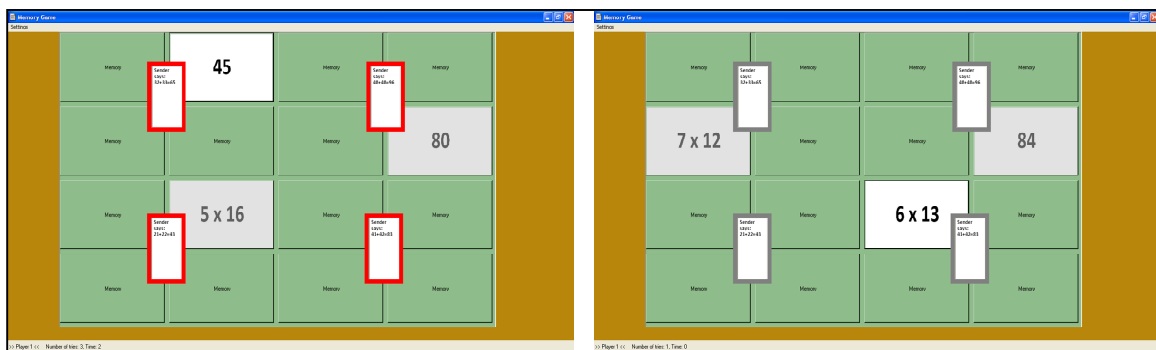 Memory Game
Settings
Memory
45
Memory
Memory
Sender
says:
32+33=65
Sender
says:
48+48=96
Memory
Memory
Memory
80
Memory
5 x 16
Memory
Memory
Sender
says:
21+22=43
Sender
says:
41+42=83
Memory
Memory
Memory
Memory
>> Player 1 << Number of tries: 3, Time: 2
Memory Game
Settings
Memory
Memory
Memory
Memory
Sender
says:
32+33=65
Sender
says:
48+48=96
7 x 12
Memory
Memory
84
Memory
Memory
6 x 13
Memory
Sender
says:
21+22=43
Sender
says:
41+42=83
Memory
Memory
Memory
Memory
>> Player 1 << Number of tries: 1, Time: 0